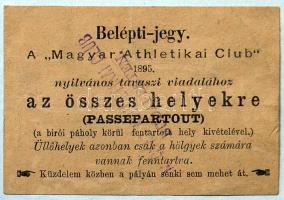 Belépti-jegy.
A „Magyar Athletikai Club"
1895.
nyilvános tavaszi viadalához
az összes helyekre
(PASSEPARTOUT)
(a birói páholy körül fentartott hely kivételével.)
Üllőhelyek azonban csak a hölgyek számára
vannak fenntartva.
Küzdelem közben a pályán senki sem mehet át.